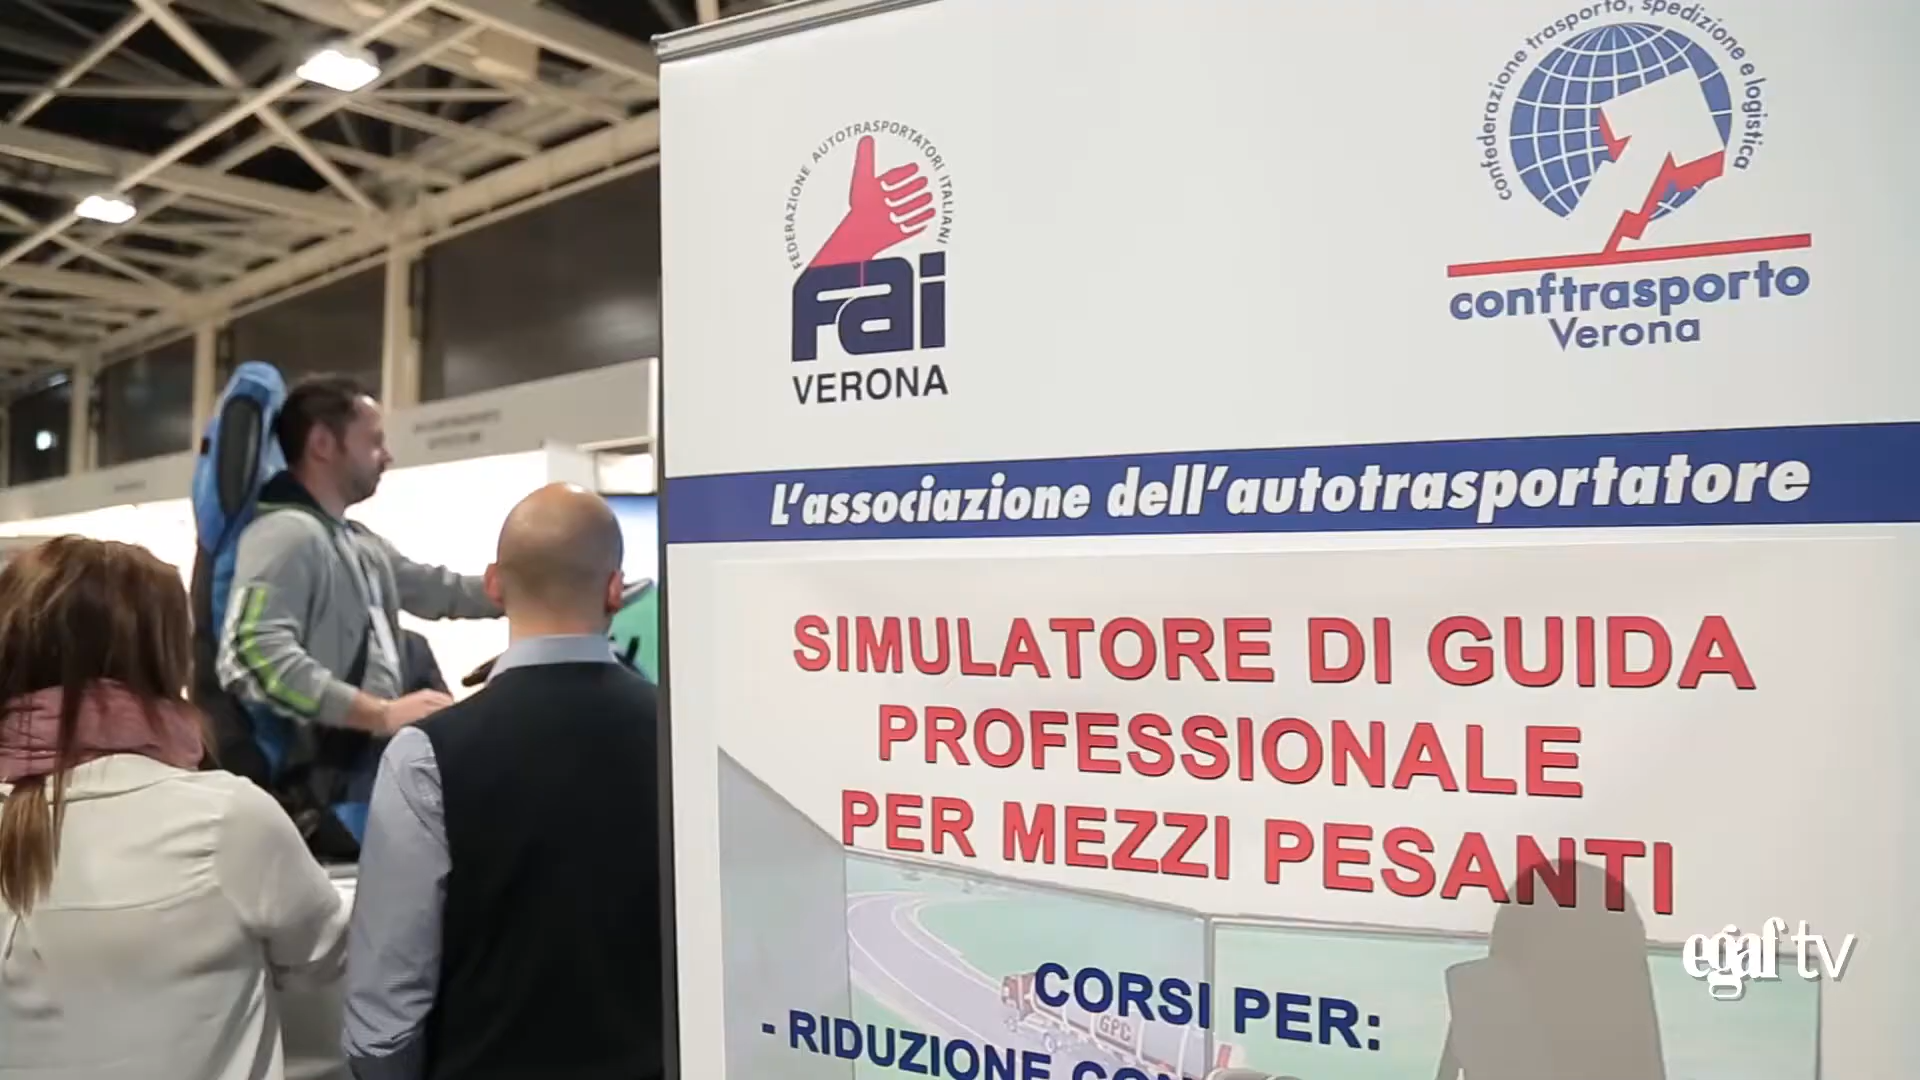 FEDERAZIONE AUTOTRASPORTATORI ITALIANI
fai
VERONA
confederazione trasporto, spedizione e logistica
conftrasporto
Verona
L'associazione dell'autotrasportatore
SIMULATORE DI GUIDA
PROFESSIONALE
PER MEZZI PESANTI
CORSI PER:
GPC
- RIDUZIONE
egaf tv